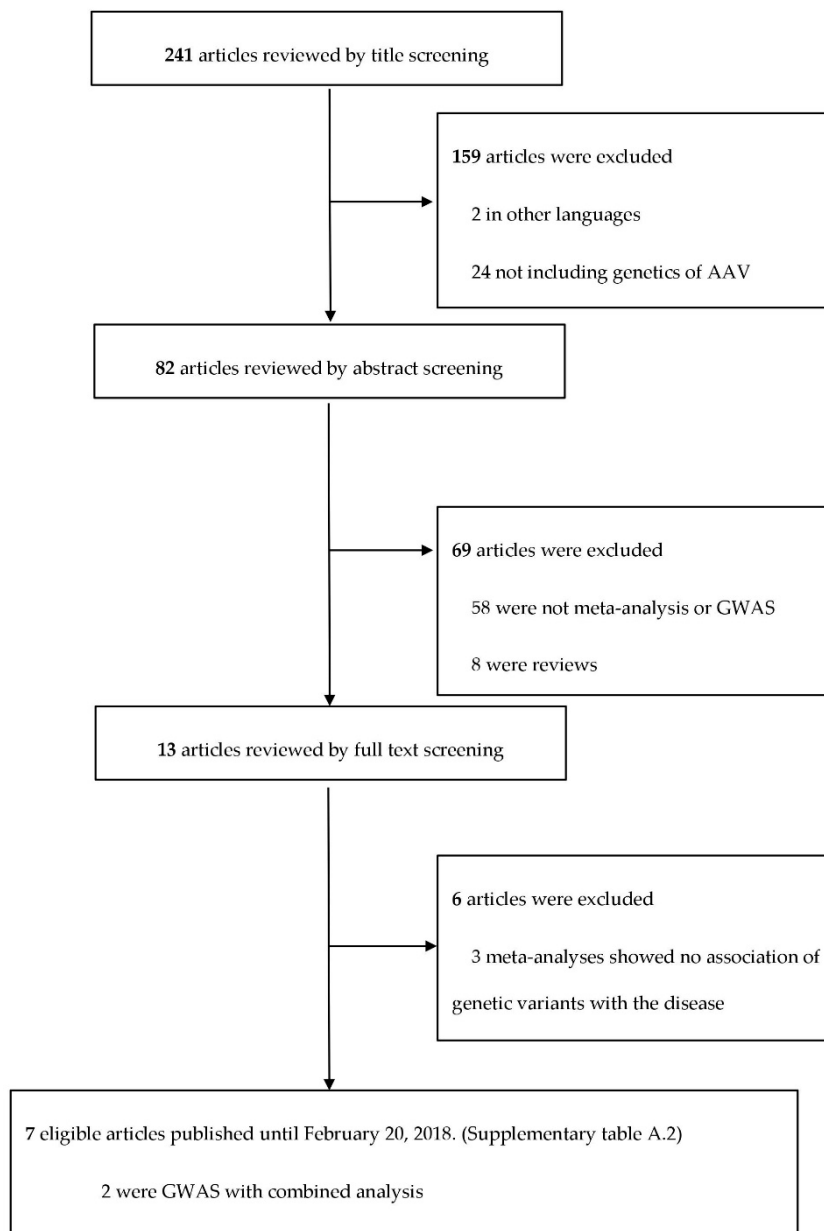 241 articles reviewed by title screening
159 articles were excluded
2 in other languages
24 not including genetics of AAV
82 articles reviewed by abstract screening
69 articles were excluded
58 were not meta-analysis or GWAS
8 were reviews
13 articles reviewed by full text screening
6 articles were excluded
3 meta-analyses showed no association of
genetic variants with the disease
7 eligible articles published until February 20, 2018. (Supplementary table A.2)
2 were GWAS with combined analysis